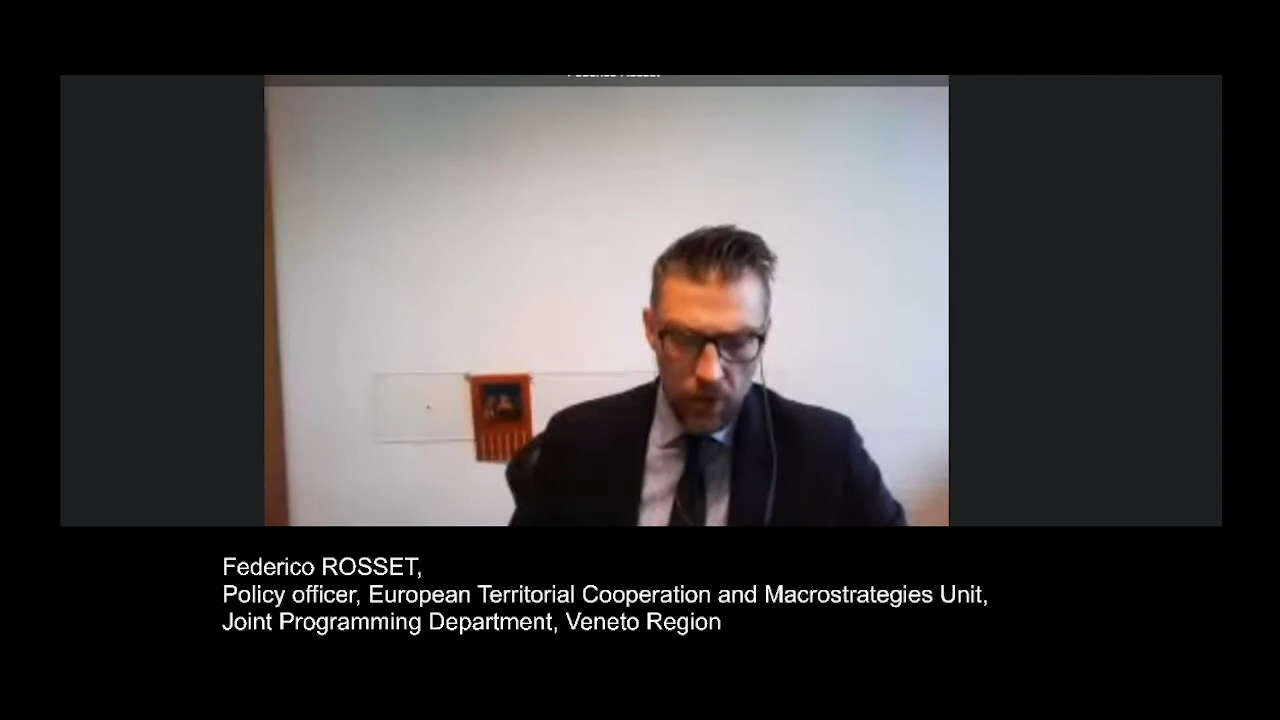 Federico ROSSET,
Policy officer, European Territorial Cooperation and Macrostrategies Unit,
Joint Programming Department, Veneto Region